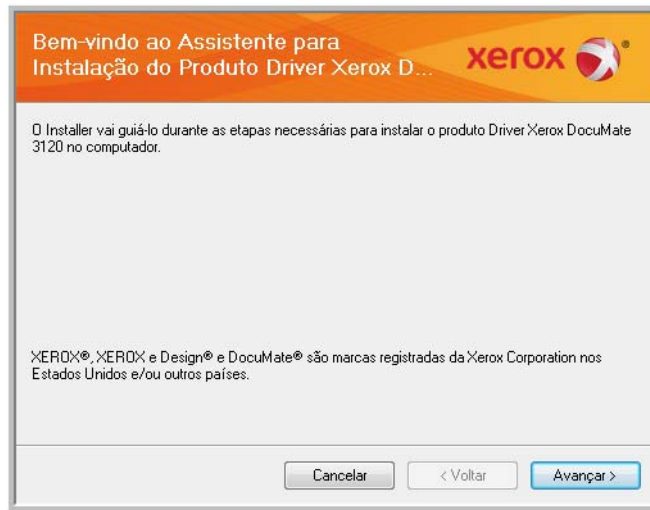 Bem-vindo ao Assistente para
Instalação do Produto Driver Xerox D...
xerox
O Installer vai guiá-lo durante as etapas necessárias para instalar o produto Driver Xerox DocuMate
3120 no computador.
XEROX®, XEROX e Design® e DocuMate® são marcas registradas da Xerox Corporation nos
Estados Unidos e/ou outros países.
Cancelar < Voltar Avançar >